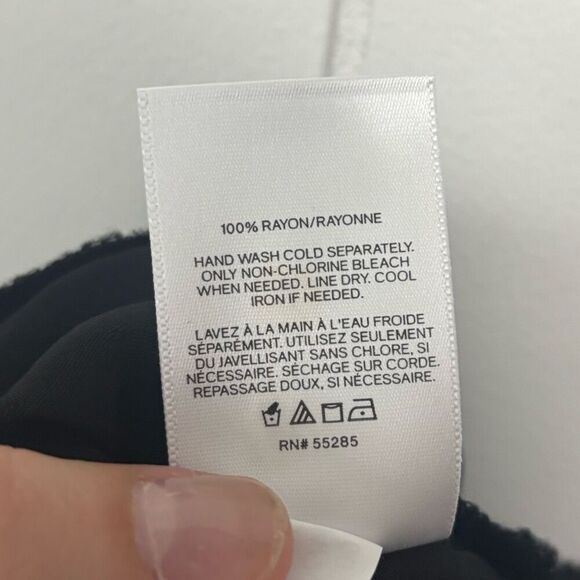 100% RAYON/RAYONNE
HAND WASH COLD SEPARATELY.
ONLY NON-CHLORINE BLEACH
WHEN NEEDED. LINE DRY. COOL
IRON IF NEEDED.
LAVEZ À LA MAIN À L'EAU FROIDE
SÉPARÉMENT. UTILISEZ SEULEMENT
DU JAVELLISANT SANS CHLORE, SI
NÉCESSAIRE. SÉCHAGE SUR CORDE.
REPASSAGE DOUX, SI NÉCESSAIRE.
RN# 55285